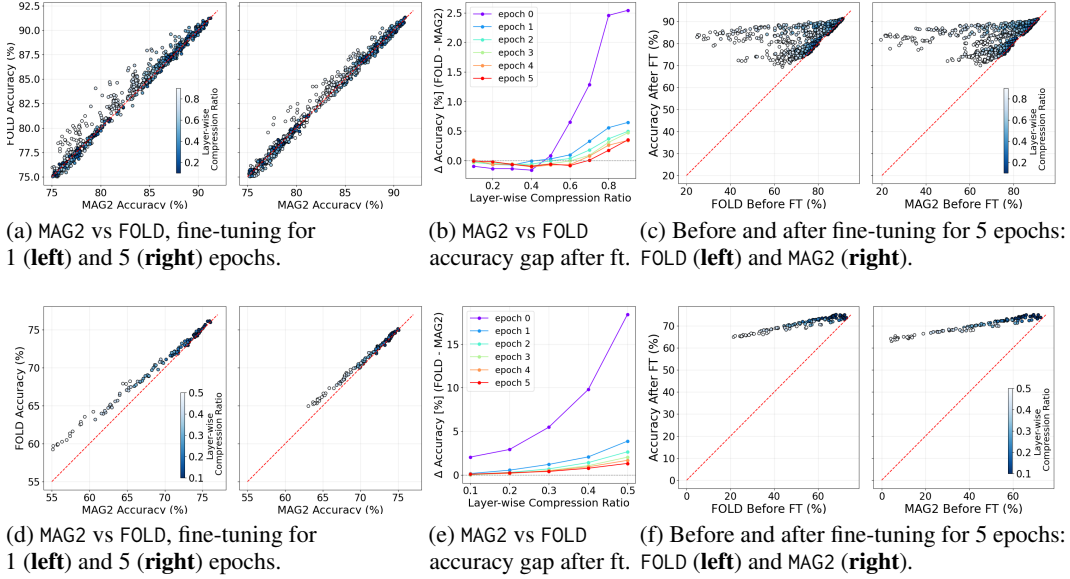 92.5
90.0
87.5
85.0
82.5
80.0
77.5
75.0
FOLD Accuracy (%)
75 80 85 90
MAG2 Accuracy (%)
0.8
0.6
0.4
0.2
Layer-wise
Compression Ratio
75 80 85 90
MAG2 Accuracy (%)
2.5
2.0
1.5
1.0
0.5
0.0
Δ Accuracy [%] (FOLD - MAG2)
epoch 0
epoch 1
epoch 2
epoch 3
epoch 4
epoch 5
0.2 0.4 0.6 0.8
Layer-wise Compression Ratio
90
80
70
60
50
40
30
20
Accuracy After FT (%)
20 40 60 80
FOLD Before FT (%)
20 40 60 80
MAG2 Before FT (%)
0.8
0.6
0.4
0.2
Layer-wise
Compression Ratio
(a) MAG2 vs FOLD, fine-tuning for
1 (left) and 5 (right) epochs.
(b) MAG2 vs FOLD
accuracy gap after ft.
(c) Before and after fine-tuning for 5 epochs:
FOLD (left) and MAG2 (right).
75
70
65
60
55
FOLD Accuracy (%)
55 60 65 70 75
MAG2 Accuracy (%)
0.5
0.4
0.3
0.2
0.1
Layer-wise
Compression Ratio
55 60 65 70 75
MAG2 Accuracy (%)
15
10
5
0
Δ Accuracy [%] (FOLD - MAG2)
epoch 0
epoch 1
epoch 2
epoch 3
epoch 4
epoch 5
0.1 0.2 0.3 0.4 0.5
Layer-wise Compression Ratio
70
60
50
40
30
20
10
0
Accuracy After FT (%)
0 20 40 60
FOLD Before FT (%)
0 20 40 60
MAG2 Before FT (%)
0.5
0.4
0.3
0.2
0.1
Layer-wise
Compression Ratio
(d) MAG2 vs FOLD, fine-tuning for
1 (left) and 5 (right) epochs.
(e) MAG2 vs FOLD
accuracy gap after ft.
(f) Before and after fine-tuning for 5 epochs:
FOLD (left) and MAG2 (right).